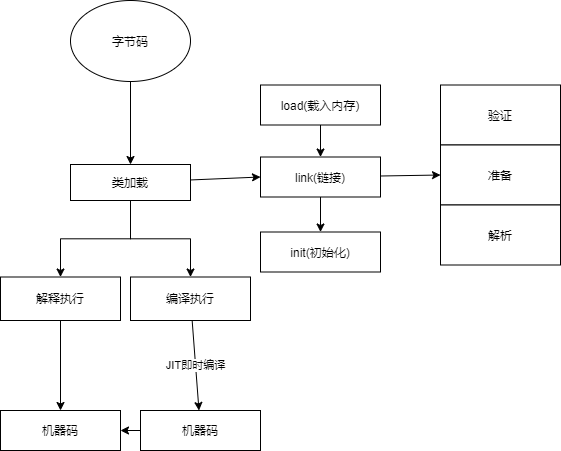 字节码
load(载入内存)
验证
类加载
link(链接)
准备
init(初始化)
解析
解释执行
编译执行
JIT即时编译
机器码
机器码